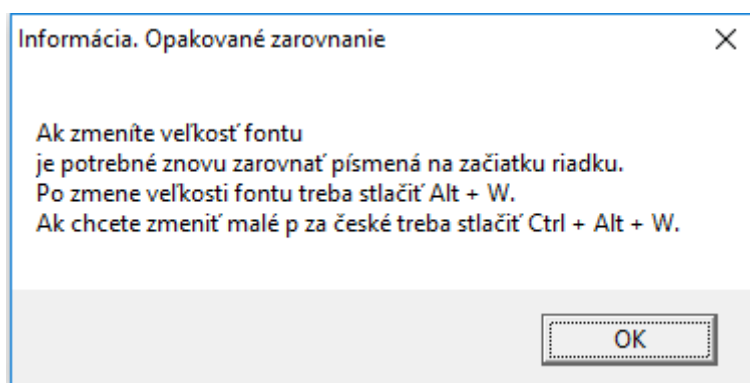 Informácia. Opakované zarovnanie
Ak zmeníte veľkosť fontu
je potrebné znovu zarovnať písmená na začiatku riadku.
Po zmene veľkosti fontu treba stlačiť Alt + W.
Ak chcete zmeniť malé p za české treba stlačiť Ctrl + Alt + W.
OK